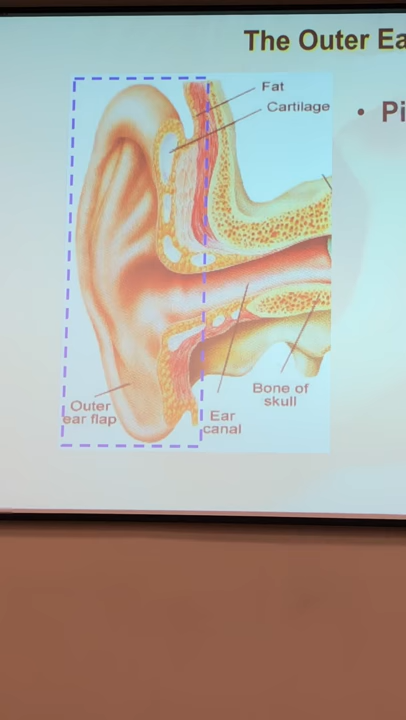 The Outer Ea
Fat
Cartilage
• Pi
Outer
ear flap
Ear
canal
Bone of
skull